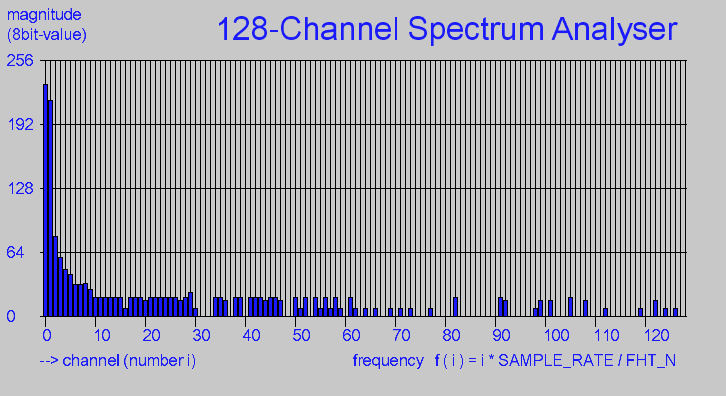 magnitude
(8bit-value)
128-Channel Spectrum Analyser
256
192
128
64
0
0 10 20 30 40 50 60 70 80 90 100 110 120
--> channel (number i)
frequency f ( i ) = i * SAMPLE_RATE / FHT_N